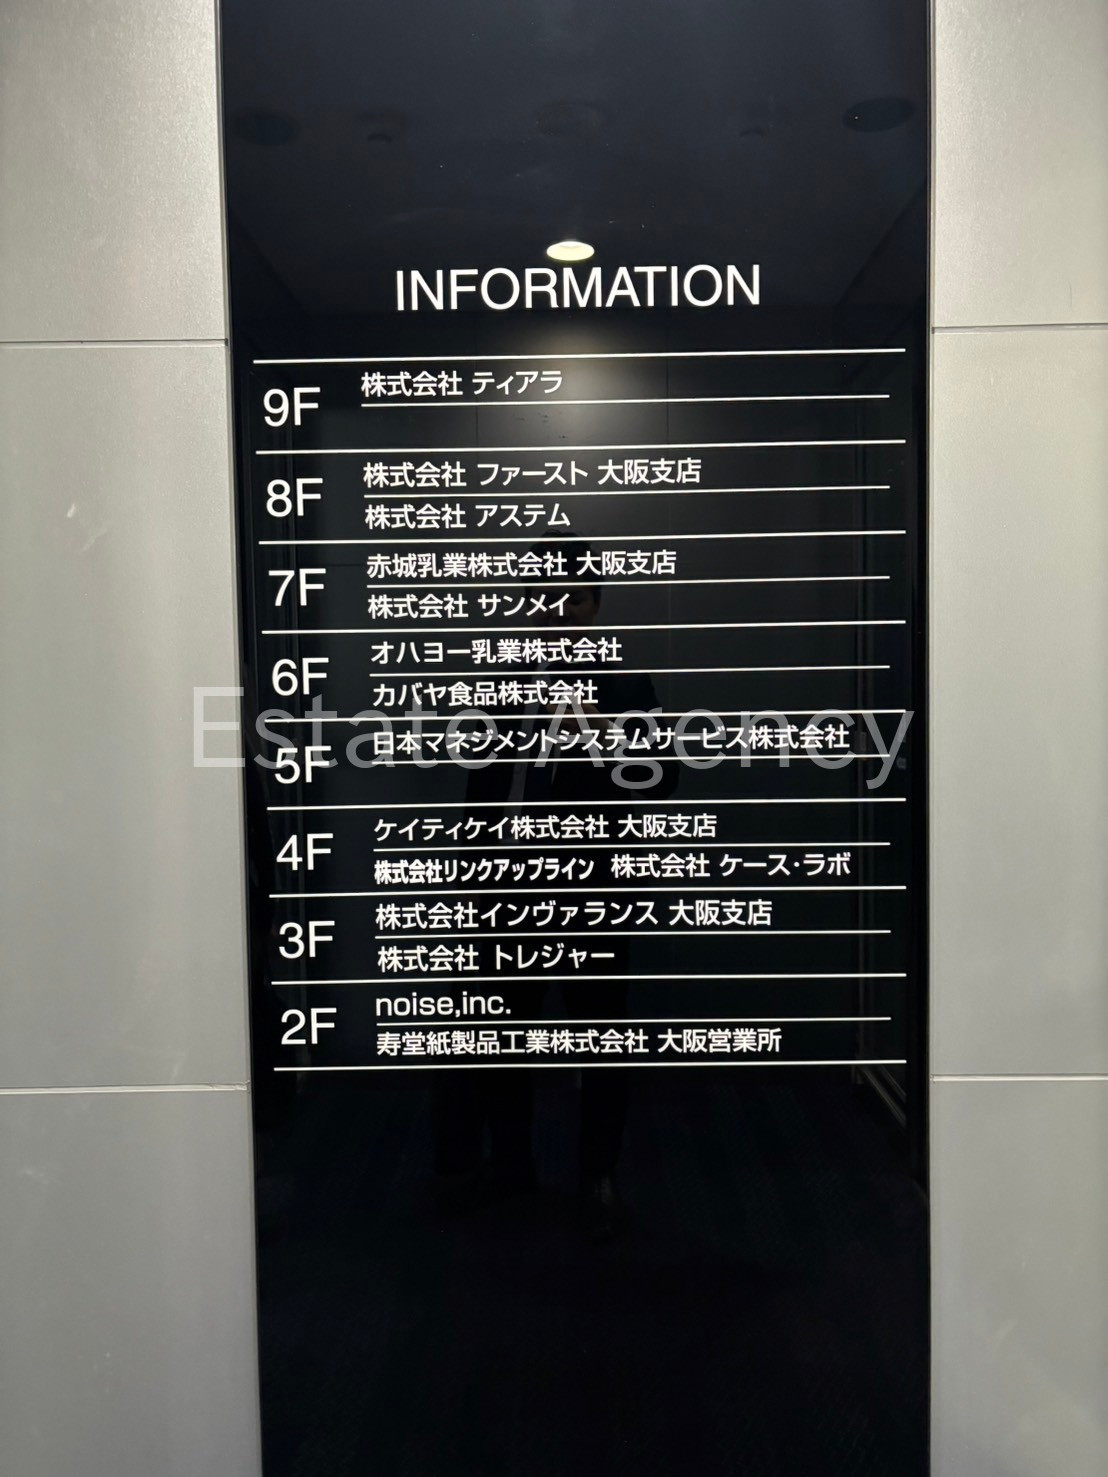 INFORMATION
9F
株式会社 ティアラ
8F
株式会社 ファースト 大阪支店
株式会社 アステム
7F
赤城乳業株式会社 大阪支店
株式会社 サンメイ
6F
オハヨー乳業株式会社
カバヤ食品株式会社
Estate Agency
5F
日本マネジメントシステムサービス株式会社
4F
ケイティケイ株式会社 大阪支店
株式会社リンクアップライン 株式会社 ケース・ラボ
3F
株式会社インヴァランス 大阪支店
株式会社 トレジャー
2F
noise,inc.
寿堂紙製品工業株式会社 大阪営業所